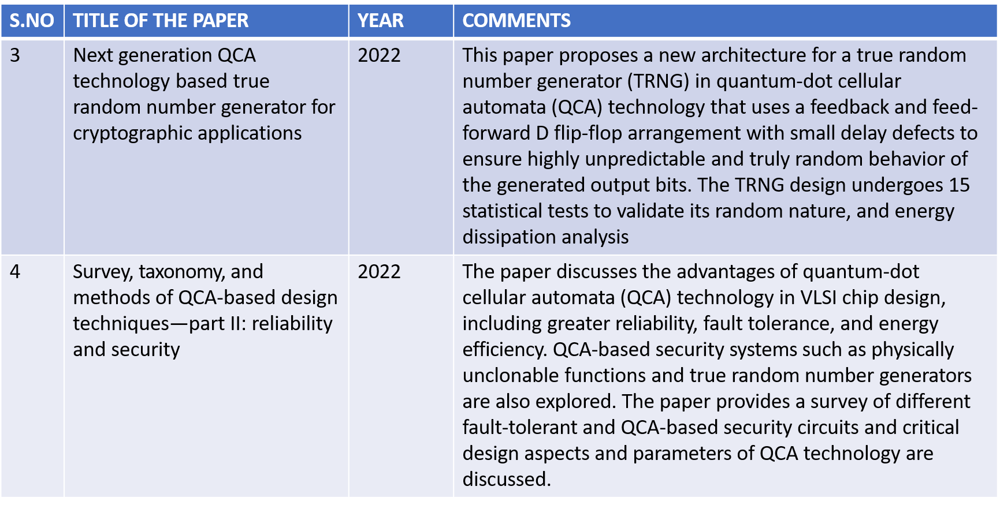 S.NO
TITLE OF THE PAPER
YEAR
COMMENTS
3
Next generation QCA
technology based true
random number generator for
cryptographic applications
2022
This paper proposes a new architecture for a true random
number generator (TRNG) in quantum-dot cellular
automata (QCA) technology that uses a feedback and feed-
forward D flip-flop arrangement with small delay defects to
ensure highly unpredictable and truly random behavior of
the generated output bits. The TRNG design undergoes 15
statistical tests to validate its random nature, and energy
dissipation analysis
4
Survey, taxonomy, and
methods of QCA-based design
techniques—part II: reliability
and security
2022
The paper discusses the advantages of quantum-dot
cellular automata (QCA) technology in VLSI chip design,
including greater reliability, fault tolerance, and energy
efficiency. QCA-based security systems such as physically
unclonable functions and true random number generators
are also explored. The paper provides a survey of different
fault-tolerant and QCA-based security circuits and critical
design aspects and parameters of QCA technology are
discussed.